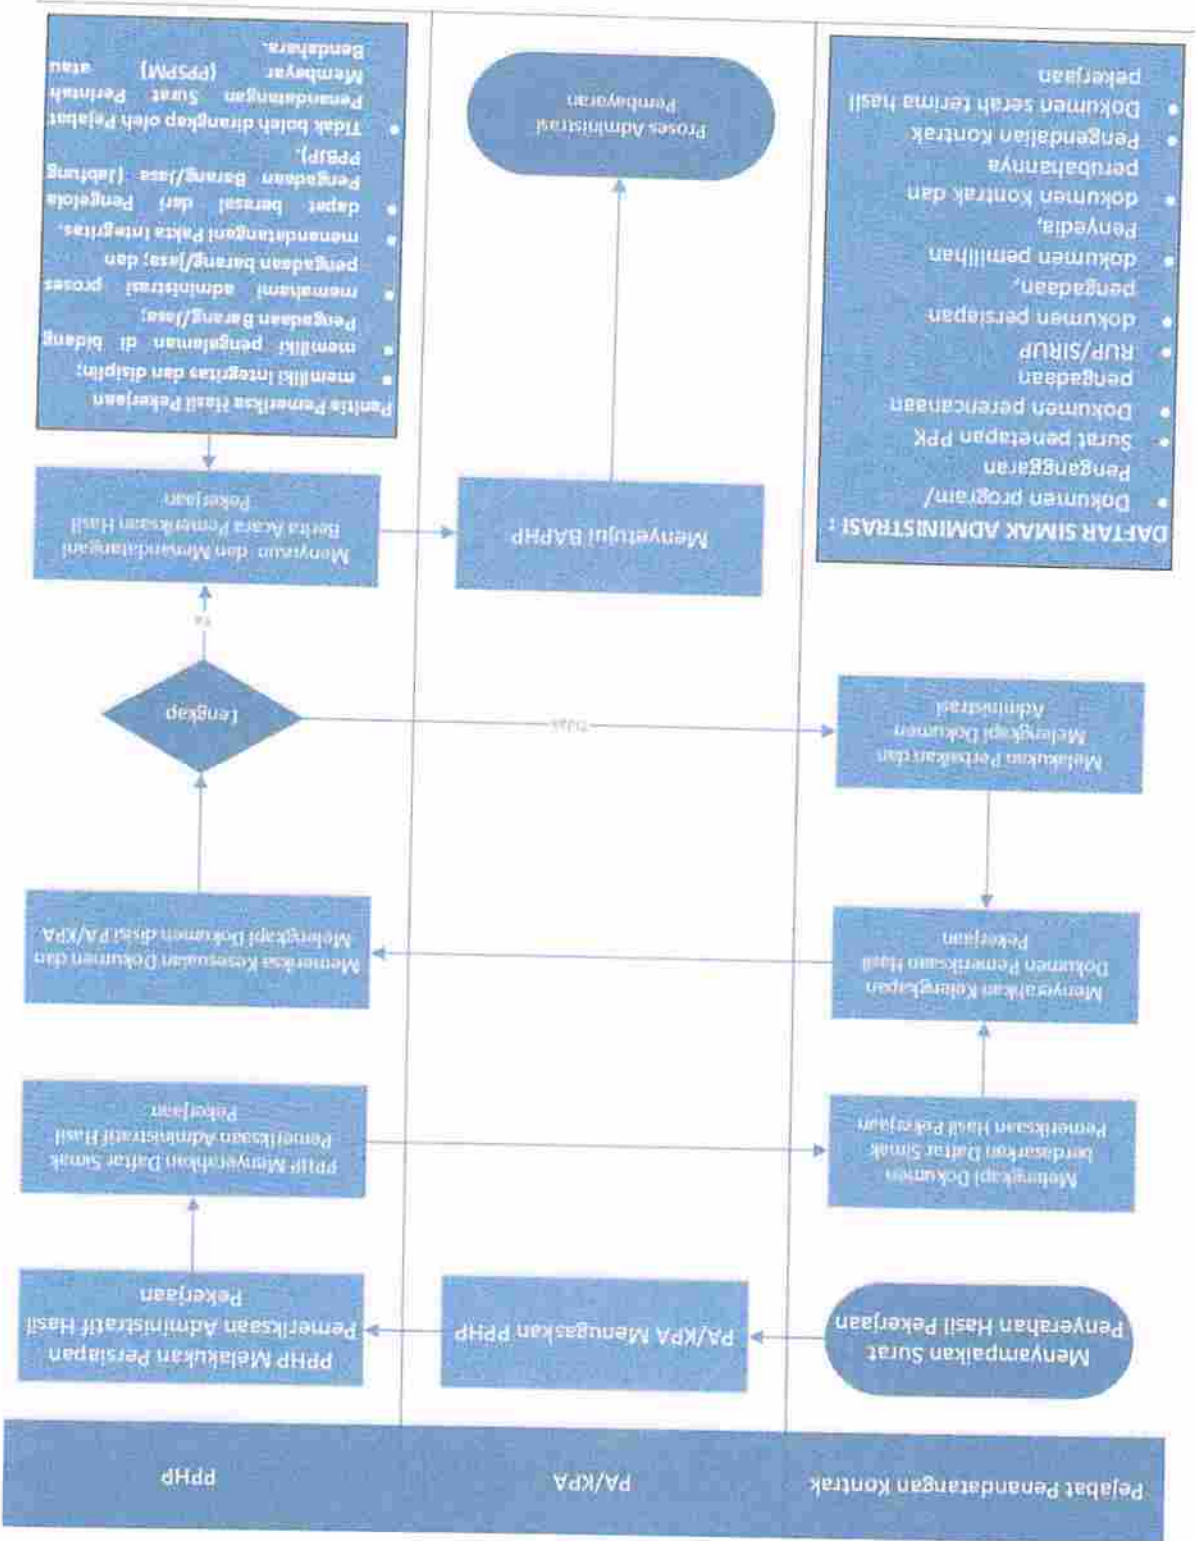 Pejabat Penandatangan Kontrak
PA/KPA
PPHP
Menyampaikan Surat
Penyerahan Hasil Pekerjaan
PA/KPA Menugaskan PPHP
PPHP Melakukan Persiapan
Pemeriksaan Administratif Hasil
Pekerjaan
Melengkapi Dokumen
berdasarkan Daftar Simak
Pemeriksaan Hasil Pekerjaan
PPHP Menyerahkan Daftar Simak
Pemeriksaan Administratif Hasil
Pekerjaan
Menyerahkan Kelengkapan
Dokumen Pemeriksaan Hasil
Pekerjaan
Memeriksa Kesesuaian Dokumen dan
Melengkapi Dokumen disisi PA/KPA
Melakukan Perbaikan dan
Melengkapi Dokumen
Administrasi
Tidak
Lengkap
Ya
Menyetujui BAPHP
Menyusun dan Menandatangani
Berita Acara Pemeriksaan Hasil
Pekerjaan
DAFTAR SIMAK ADMINISTRASI :
• Dokumen program/
Penganggaran
• Surat penetapan PPK
• Dokumen perencanaan
pengadaan
• RUP/SIRUP
• dokumen persiapan
pengadaan,
• dokumen pemilihan
Penyedia,
• dokumen Kontrak dan
perubahannya
• Pengendalian Kontrak
• Dokumen serah terima hasil
pekerjaan
Proses Administrasi
Pembayaran
Panitia Pemeriksa Hasil Pekerjaan
• memiliki integritas dan disiplin;
• memiliki pengalaman di bidang
Pengadaan Barang/Jasa;
• memahami administrasi proses
pengadaan barang/jasa; dan
• menandatangani Pakta Integritas.
• dapat berasal dari Pengelola
Pengadaan Barang/Jasa (Jabfung
PPBJP).
• Tidak boleh dirangkap oleh Pejabat
Penandatangan Surat Perintah
Membayar (PPSPM) atau
Bendahara.